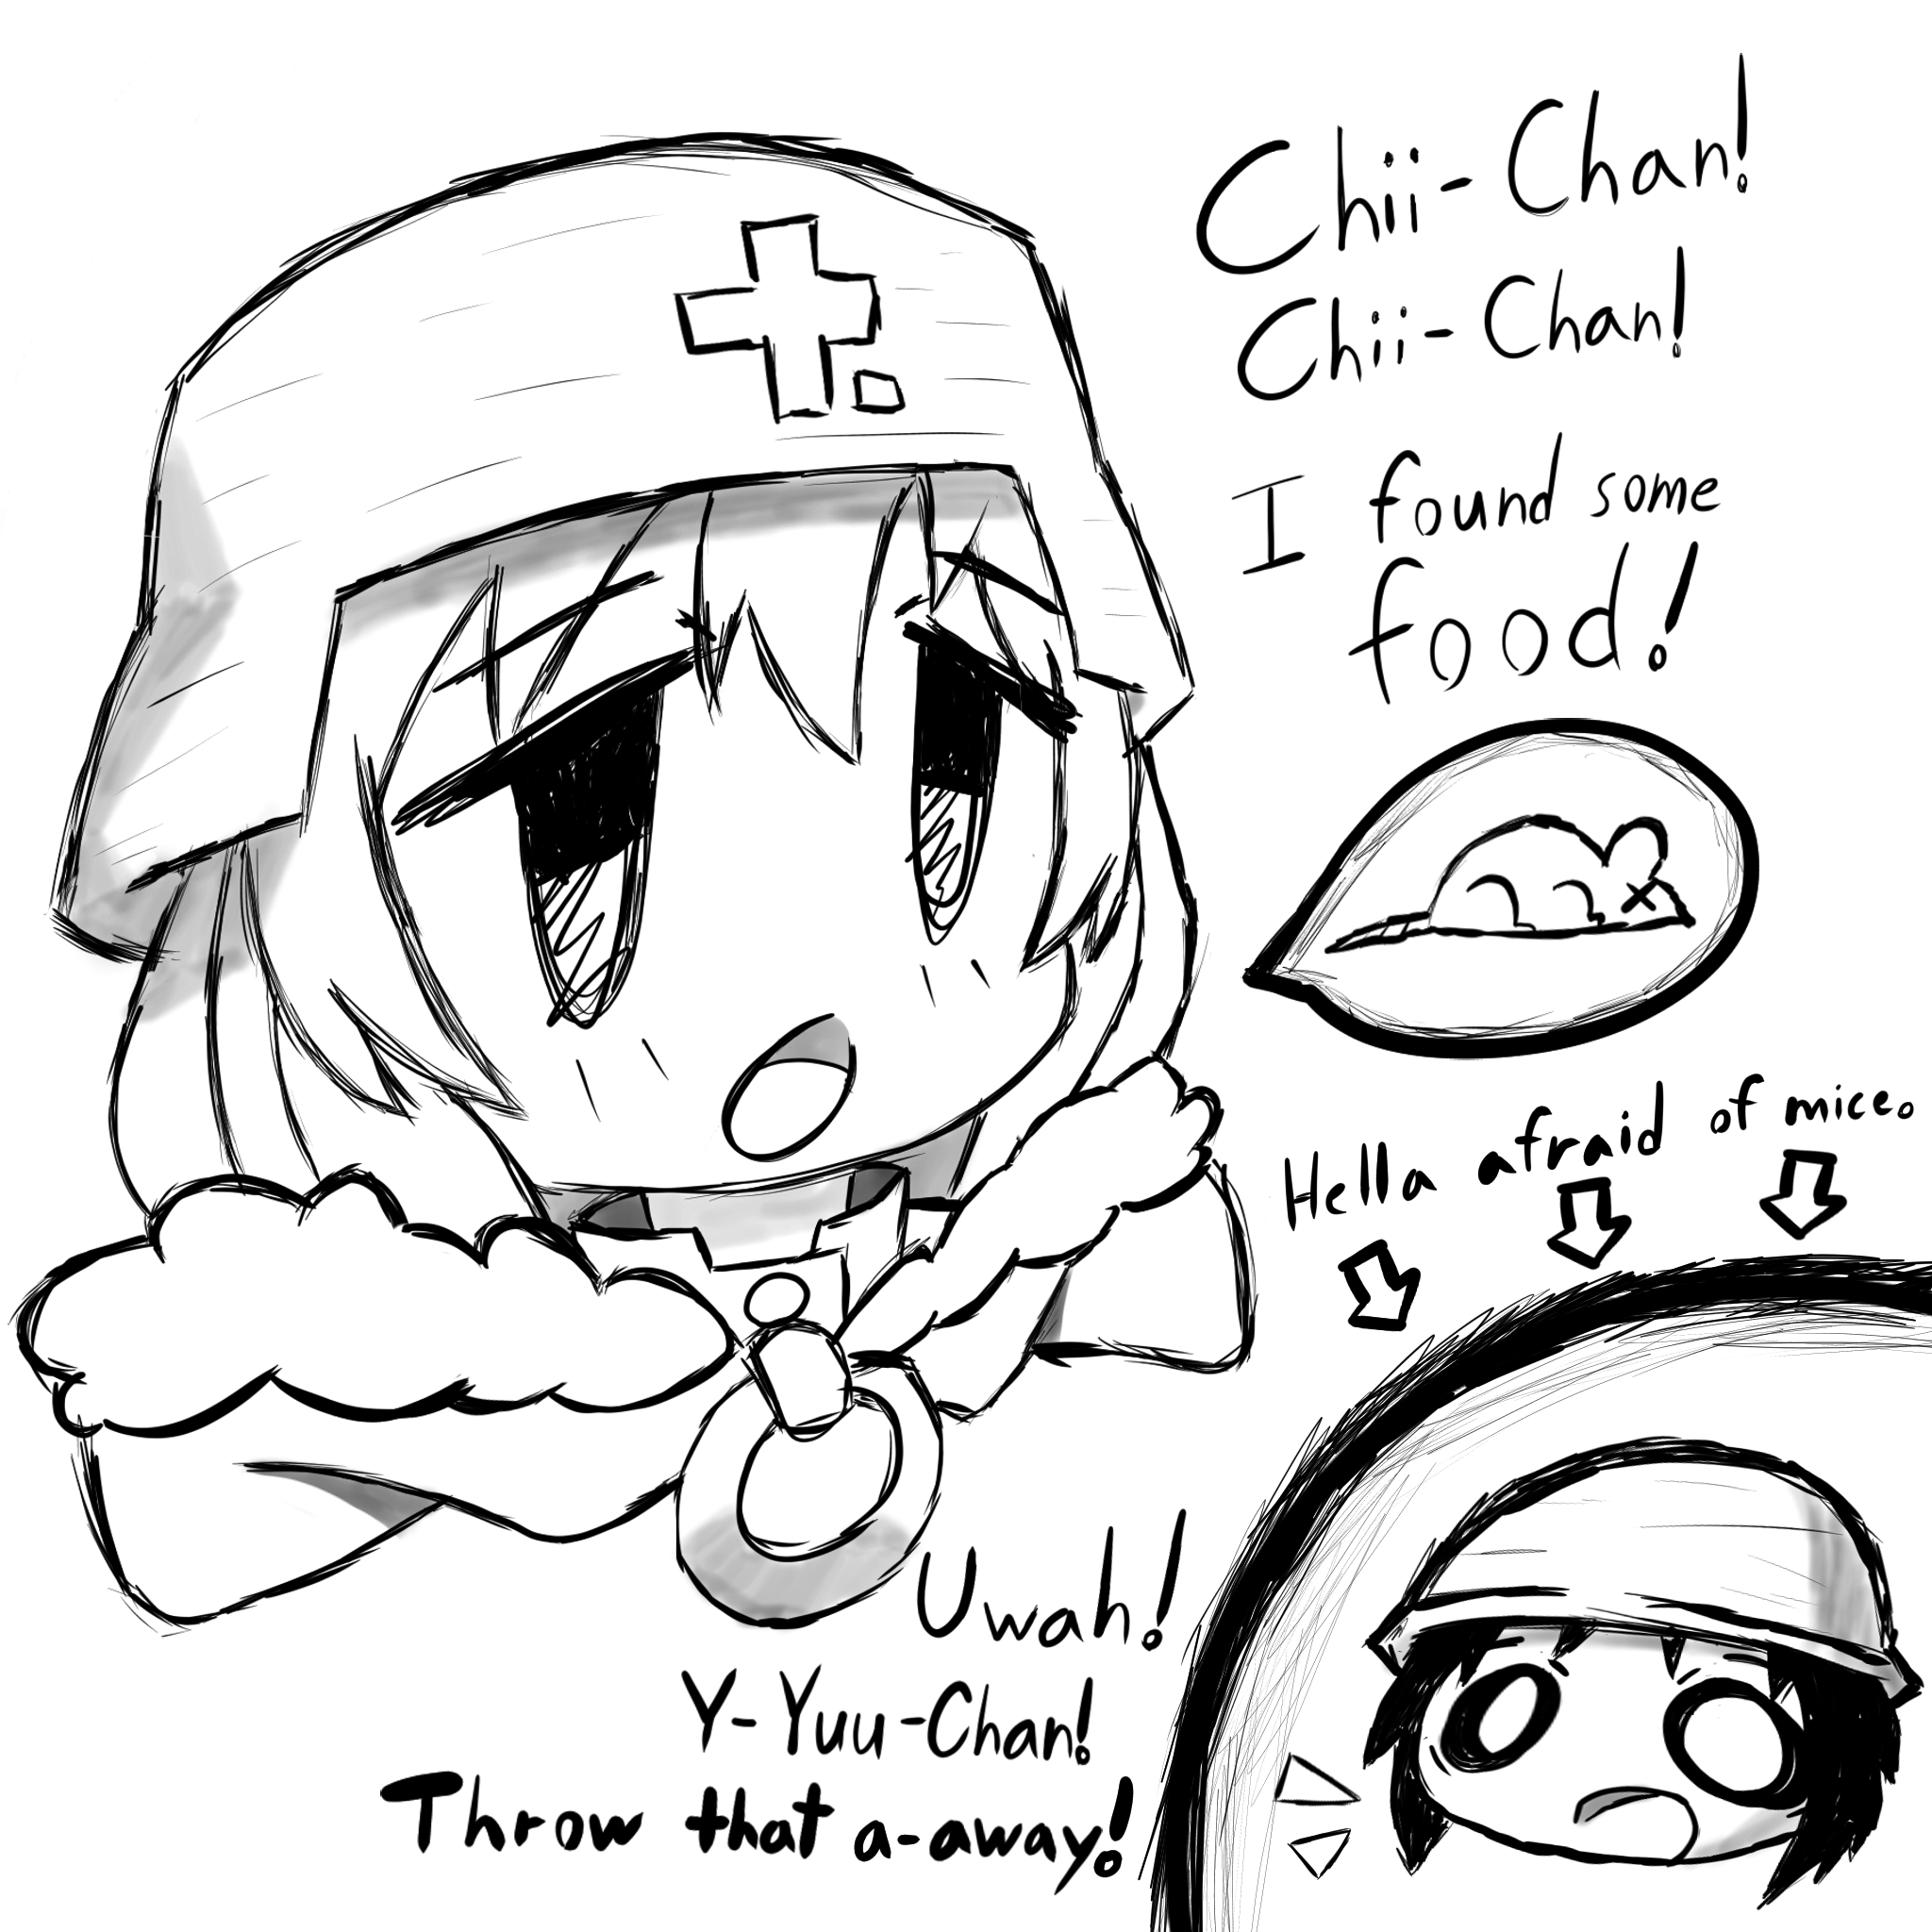 Chii-Chan!
Chii-Chan!
I found some
food!
Hella afraid of mice.
Uwah!
Y-Yuu-Chan!
Throw that a-away!